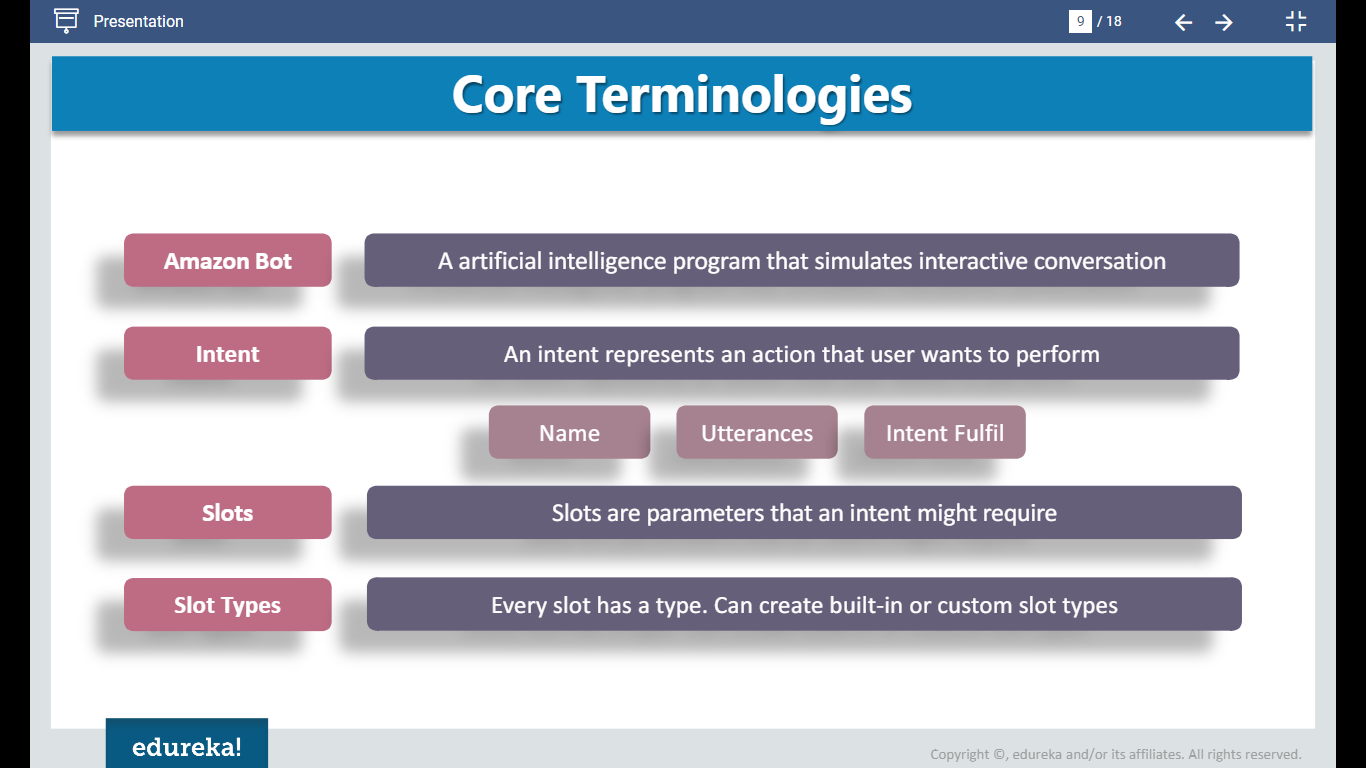 Presentation
9 / 18
Core Terminologies
Amazon Bot
A artificial intelligence program that simulates interactive conversation
Intent
An intent represents an action that user wants to perform
Name
Utterances
Intent Fulfil
Slots
Slots are parameters that an intent might require
Slot Types
Every slot has a type. Can create built-in or custom slot types
edureka!
Copyright ©, edureka and/or its affiliates. All rights reserved.